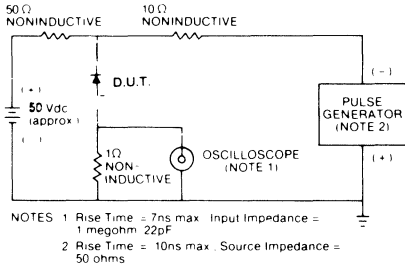 50 Ω
NONINDUCTIVE
10 Ω
NONINDUCTIVE
(+)
50 Vdc
(approx)
D.U.T.
(−)
PULSE
GENERATOR
(NOTE 2)
(+)
1 Ω
NON-
INDUCTIVE
OSCILLOSCOPE
(NOTE 1)
NOTES 1 Rise Time = 7ns max Input Impedance =
1 megohm 22pF
2 Rise Time = 10ns max. Source Impedance =
50 ohms